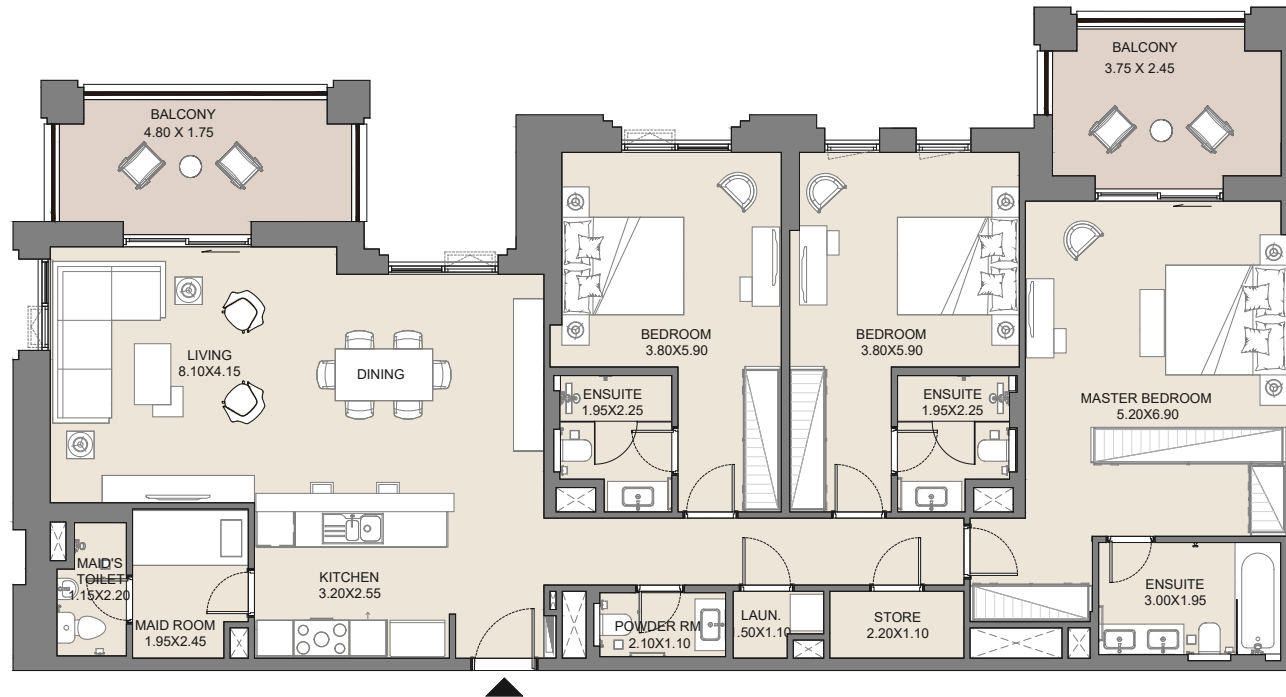 BALCONY
3.75 X 2.45
BALCONY
4.80 X 1.75
BEDROOM
3.80X5.90
BEDROOM
3.80X5.90
LIVING
8.10X4.15
DINING
ENSUITE
1.95X2.25
ENSUITE
1.95X2.25
MASTER BEDROOM
5.20X6.90
MAID'S
TOILET
1.15X2.20
KITCHEN
3.20X2.55
ENSUITE
3.00X1.95
MAID ROOM
1.95X2.45
POWDER RM
2.10X1.10
LAUN.
1.50X1.10
STORE
2.20X1.10